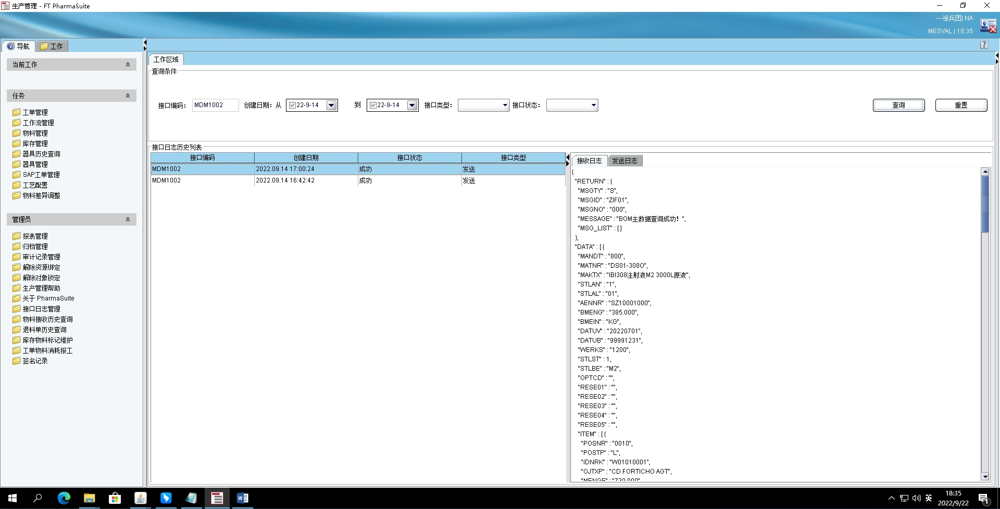 生产管理 - FT PharmaSuite
---徐兵团| NA
MESVAL | 18:35
导航
工作
当前工作
任务
工单管理
工作流管理
物料管理
库存管理
器具历史查询
器具管理
SAP工单管理
工艺配置
物料差异调整
管理员
报表管理
归档管理
审计记录管理
解除资源绑定
解除对象锁定
生产管理帮助
关于 PharmaSuite
接口日志管理
物料接收历史查询
退料单历史查询
库存物料标记维护
工单物料消耗报工
签名记录
工作区域
查询条件
接口编码: MDM1002 创建日期: 从 22-9-14 到 22-9-14 接口类型: 接口状态: 查询 重置
接口日志历史列表
接口编码 创建日期 接口状态 接口类型
MDM1002 2022.09.14 17:00:24 成功 发送
MDM1002 2022.09.14 16:42:42 成功 发送
接收日志 发送日志
{
"RETURN" : {
"MSGTY" : "S",
"MSGID" : "ZIF01",
"MSGNO" : "000",
"MESSAGE" : "BOM主数据查询成功！",
"MSG_LIST" : [ ]
},
"DATA" : [ {
"MANDT" : "800",
"MATNR" : "DS01-308O",
"MAKTX" : "IBI308注射液M2 3000L原液",
"STLAN" : "1",
"STLAL" : "01",
"AENNR" : "SZ10001000",
"BMENG" : "385.000",
"BMEIN" : "KG",
"DATUV" : "20220701",
"DATUB" : "99991231",
"WERKS" : "1200",
"STLST" : 1,
"STLBE" : "M2",
"OPTCD" : "",
"RESE01" : "",
"RESE02" : "",
"RESE03" : "",
"RESE04" : "",
"RESE05" : "",
"ITEM" : [ {
"POSNR" : "0010",
"POSTP" : "L",
"IDNRK" : "W01010001",
"OJTXP" : "CD FORTICHO AGT",
"MENGE" : "720.000"
英
18:35
2022/9/22
1